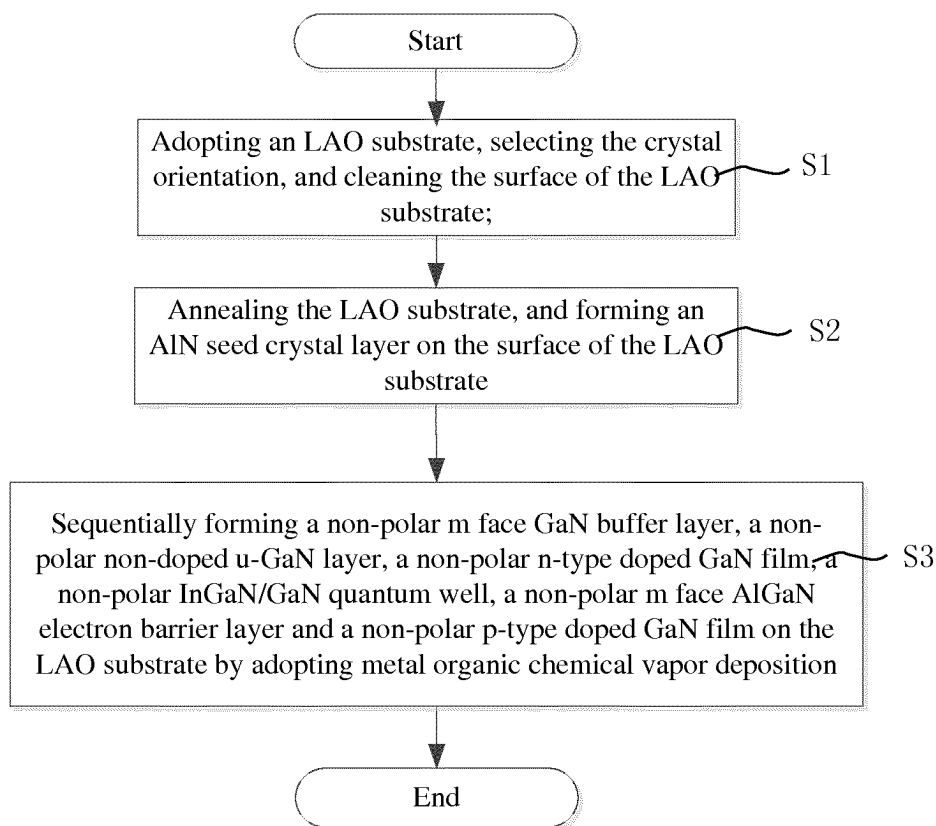 Start
Adopting an LAO substrate, selecting the crystal
orientation, and cleaning the surface of the LAO
substrate;
S1
Annealing the LAO substrate, and forming an
AlN seed crystal layer on the surface of the LAO
substrate
S2
Sequentially forming a non-polar m face GaN buffer layer, a non-
polar non-doped u-GaN layer, a non-polar n-type doped GaN film, a
non-polar InGaN/GaN quantum well, a non-polar m face AlGaN
electron barrier layer and a non-polar p-type doped GaN film on the
LAO substrate by adopting metal organic chemical vapor deposition
S3
End